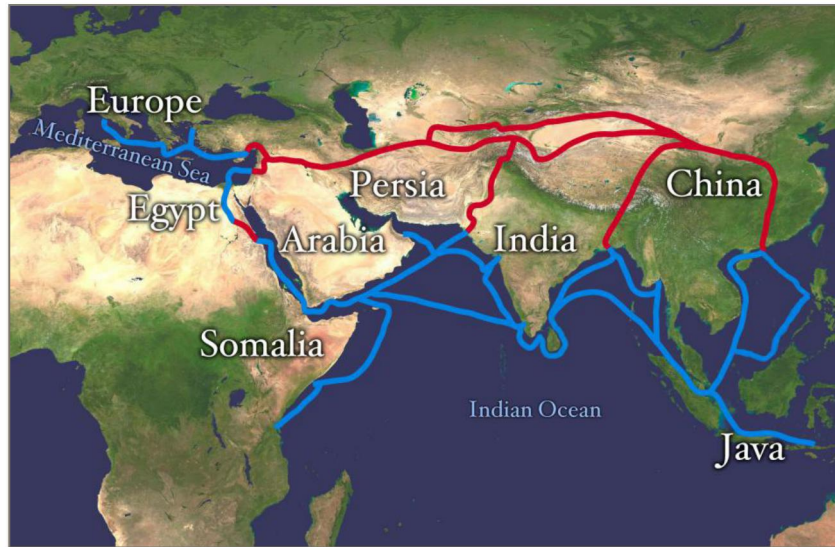 Europe
Mediterranean Sea
Egypt
Arabia
Persia
India
China
Somalia
Indian Ocean
Java